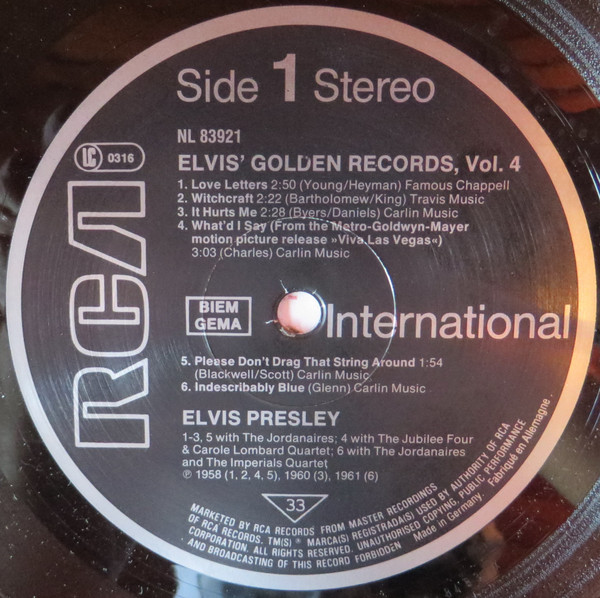 Side 1 Stereo
NL 83921
LC 0316
ELVIS' GOLDEN RECORDS, Vol. 4
1. Love Letters 2:50 (Young/Heyman) Famous Chappell
2. Witchcraft 2:22 (Bartholomew/King) Travis Music
3. It Hurts Me 2:28 (Byers/Daniels) Carlin Music
4. What'd I Say (From the Metro-Goldwyn-Mayer
motion picture release »Viva Las Vegas«)
3:03 (Charles) Carlin Music
RCA
BIEM
GEMA
International
5. Please Don't Drag That String Around 1:54
(Blackwell/Scott) Carlin Music
6. Indescribably Blue (Glenn) Carlin Music
ELVIS PRESLEY
1-3, 5 with The Jordanaires; 4 with The Jubilee Four
& Carole Lombard Quartet; 6 with The Jordanaires
and The Imperials Quartet
℗ 1958 (1, 2, 4, 5), 1960 (3), 1961 (6)
33
MARKETED BY RCA RECORDS FROM MASTER RECORDINGS
OF RCA RECORDS. TM(S) ® MARCA(S) REGISTRADA(S) USED BY AUTHORITY OF RCA
CORPORATION. ALL RIGHTS RESERVED. UNAUTHORISED COPYING, PUBLIC PERFORMANCE
AND BROADCASTING OF THIS RECORD FORBIDDEN
Made in Germany Fabriqué en Allemagne